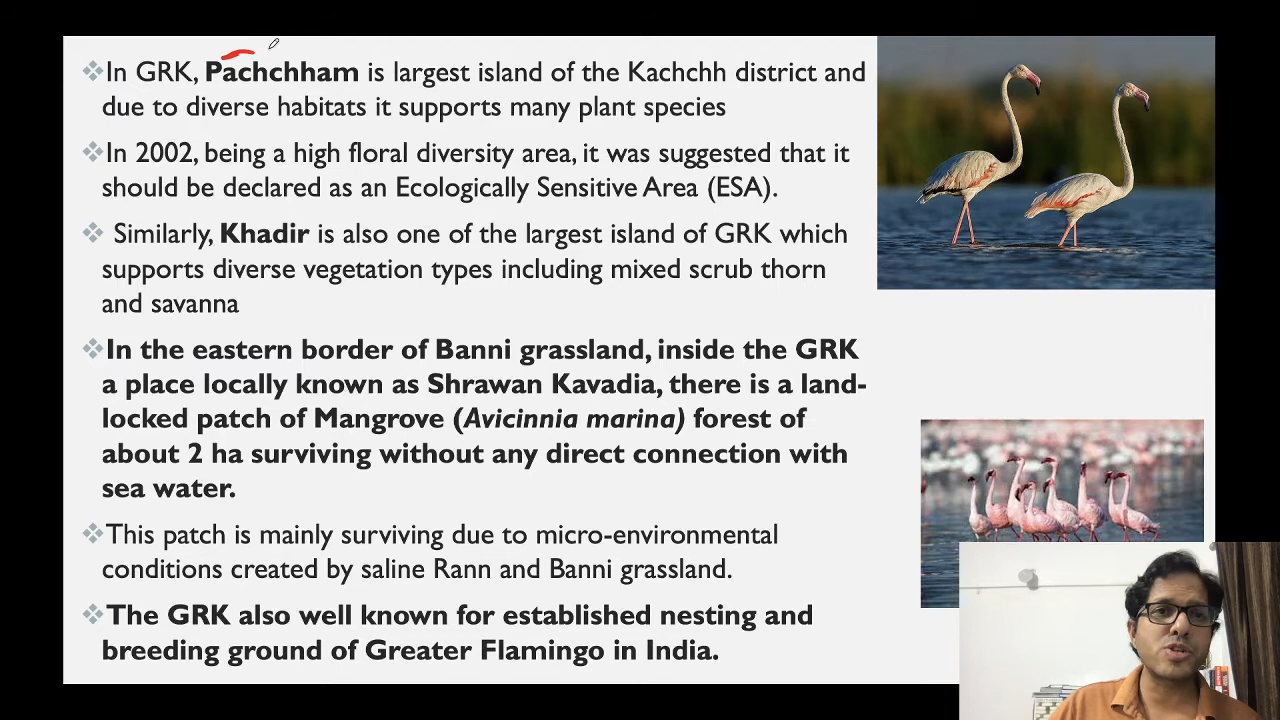 In GRK, Pachchham is largest island of the Kachchh district and
due to diverse habitats it supports many plant species
In 2002, being a high floral diversity area, it was suggested that it
should be declared as an Ecologically Sensitive Area (ESA).
Similarly, Khadir is also one of the largest island of GRK which
supports diverse vegetation types including mixed scrub thorn
and savanna
In the eastern border of Banni grassland, inside the GRK
a place locally known as Shrawan Kavadia, there is a land-
locked patch of Mangrove (Avicinnia marina) forest of
about 2 ha surviving without any direct connection with
sea water.
This patch is mainly surviving due to micro-environmental
conditions created by saline Rann and Banni grassland.
The GRK also well known for established nesting and
breeding ground of Greater Flamingo in India.